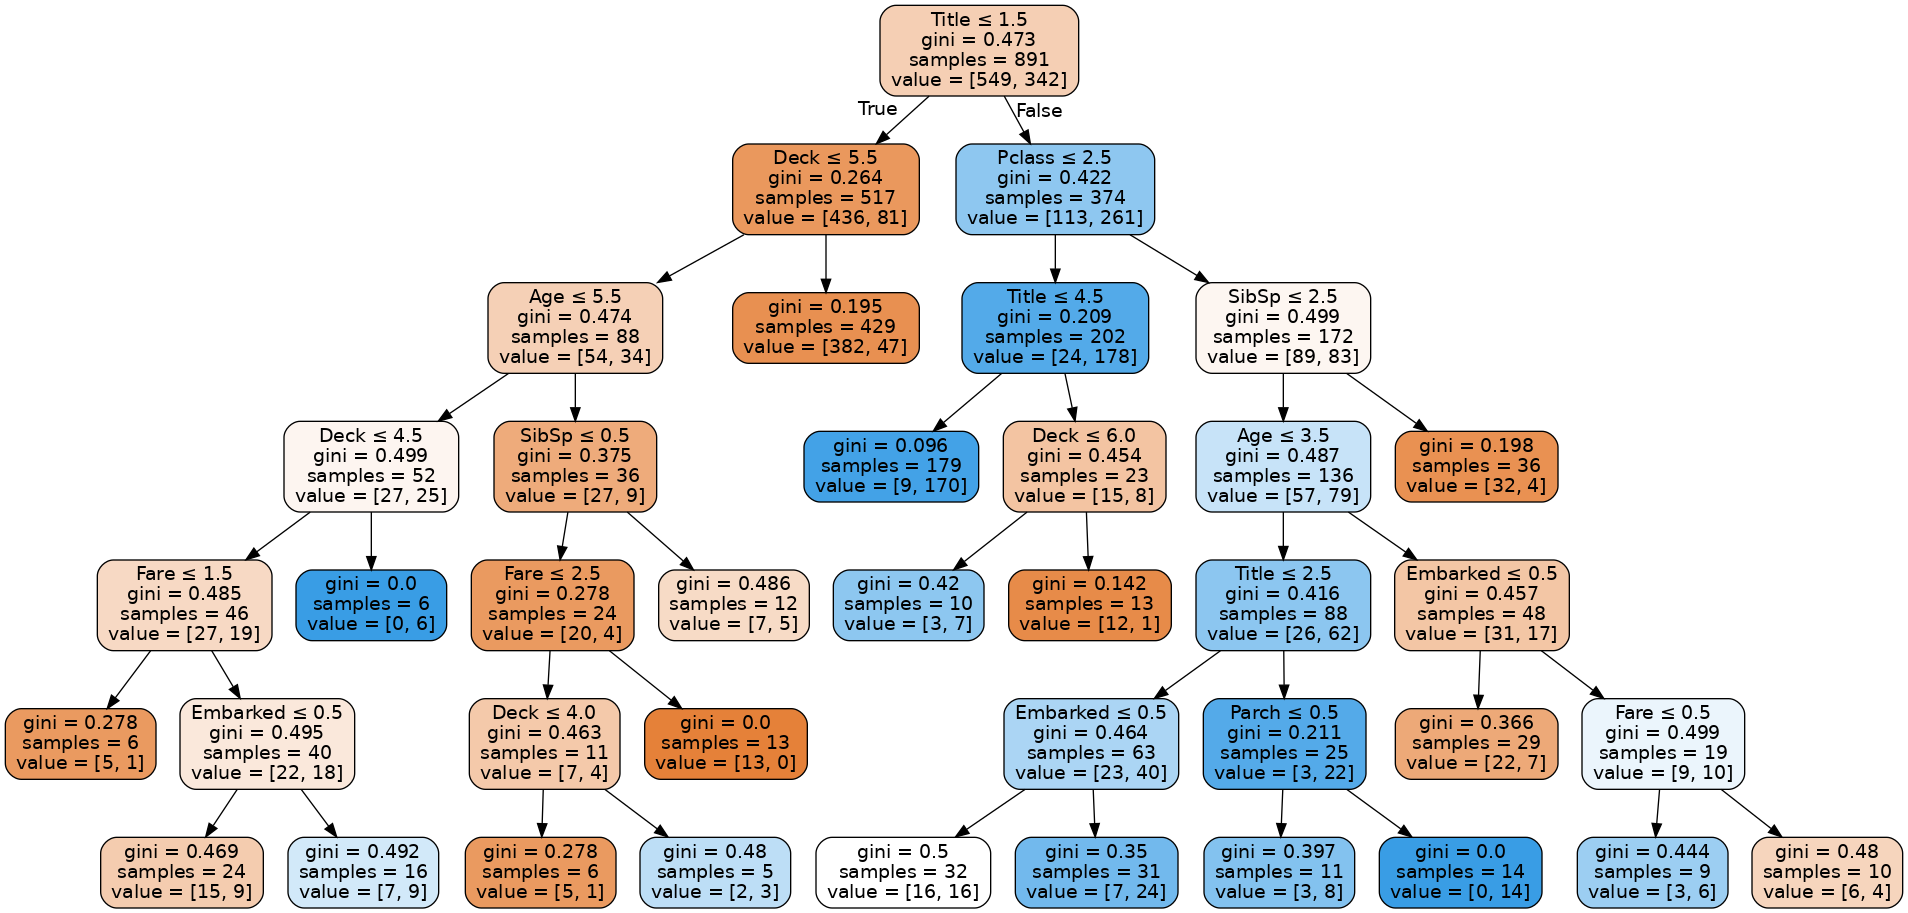 Title ≤ 1.5
gini = 0.473
samples = 891
value = [549, 342]
True
False
Deck ≤ 5.5
gini = 0.264
samples = 517
value = [436, 81]
Pclass ≤ 2.5
gini = 0.422
samples = 374
value = [113, 261]
Age ≤ 5.5
gini = 0.474
samples = 88
value = [54, 34]
gini = 0.195
samples = 429
value = [382, 47]
Title ≤ 4.5
gini = 0.209
samples = 202
value = [24, 178]
SibSp ≤ 2.5
gini = 0.499
samples = 172
value = [89, 83]
Deck ≤ 4.5
gini = 0.499
samples = 52
value = [27, 25]
SibSp ≤ 0.5
gini = 0.375
samples = 36
value = [27, 9]
gini = 0.096
samples = 179
value = [9, 170]
Deck ≤ 6.0
gini = 0.454
samples = 23
value = [15, 8]
Age ≤ 3.5
gini = 0.487
samples = 136
value = [57, 79]
gini = 0.198
samples = 36
value = [32, 4]
Fare ≤ 1.5
gini = 0.485
samples = 46
value = [27, 19]
gini = 0.0
samples = 6
value = [0, 6]
Fare ≤ 2.5
gini = 0.278
samples = 24
value = [20, 4]
gini = 0.486
samples = 12
value = [7, 5]
gini = 0.42
samples = 10
value = [3, 7]
gini = 0.142
samples = 13
value = [12, 1]
Title ≤ 2.5
gini = 0.416
samples = 88
value = [26, 62]
Embarked ≤ 0.5
gini = 0.457
samples = 48
value = [31, 17]
gini = 0.278
samples = 6
value = [5, 1]
Embarked ≤ 0.5
gini = 0.495
samples = 40
value = [22, 18]
Deck ≤ 4.0
gini = 0.463
samples = 11
value = [7, 4]
gini = 0.0
samples = 13
value = [13, 0]
Embarked ≤ 0.5
gini = 0.464
samples = 63
value = [23, 40]
Parch ≤ 0.5
gini = 0.211
samples = 25
value = [3, 22]
gini = 0.366
samples = 29
value = [22, 7]
Fare ≤ 0.5
gini = 0.499
samples = 19
value = [9, 10]
gini = 0.469
samples = 24
value = [15, 9]
gini = 0.492
samples = 16
value = [7, 9]
gini = 0.278
samples = 6
value = [5, 1]
gini = 0.48
samples = 5
value = [2, 3]
gini = 0.5
samples = 32
value = [16, 16]
gini = 0.35
samples = 31
value = [7, 24]
gini = 0.397
samples = 11
value = [3, 8]
gini = 0.0
samples = 14
value = [0, 14]
gini = 0.444
samples = 9
value = [3, 6]
gini = 0.48
samples = 10
value = [6, 4]